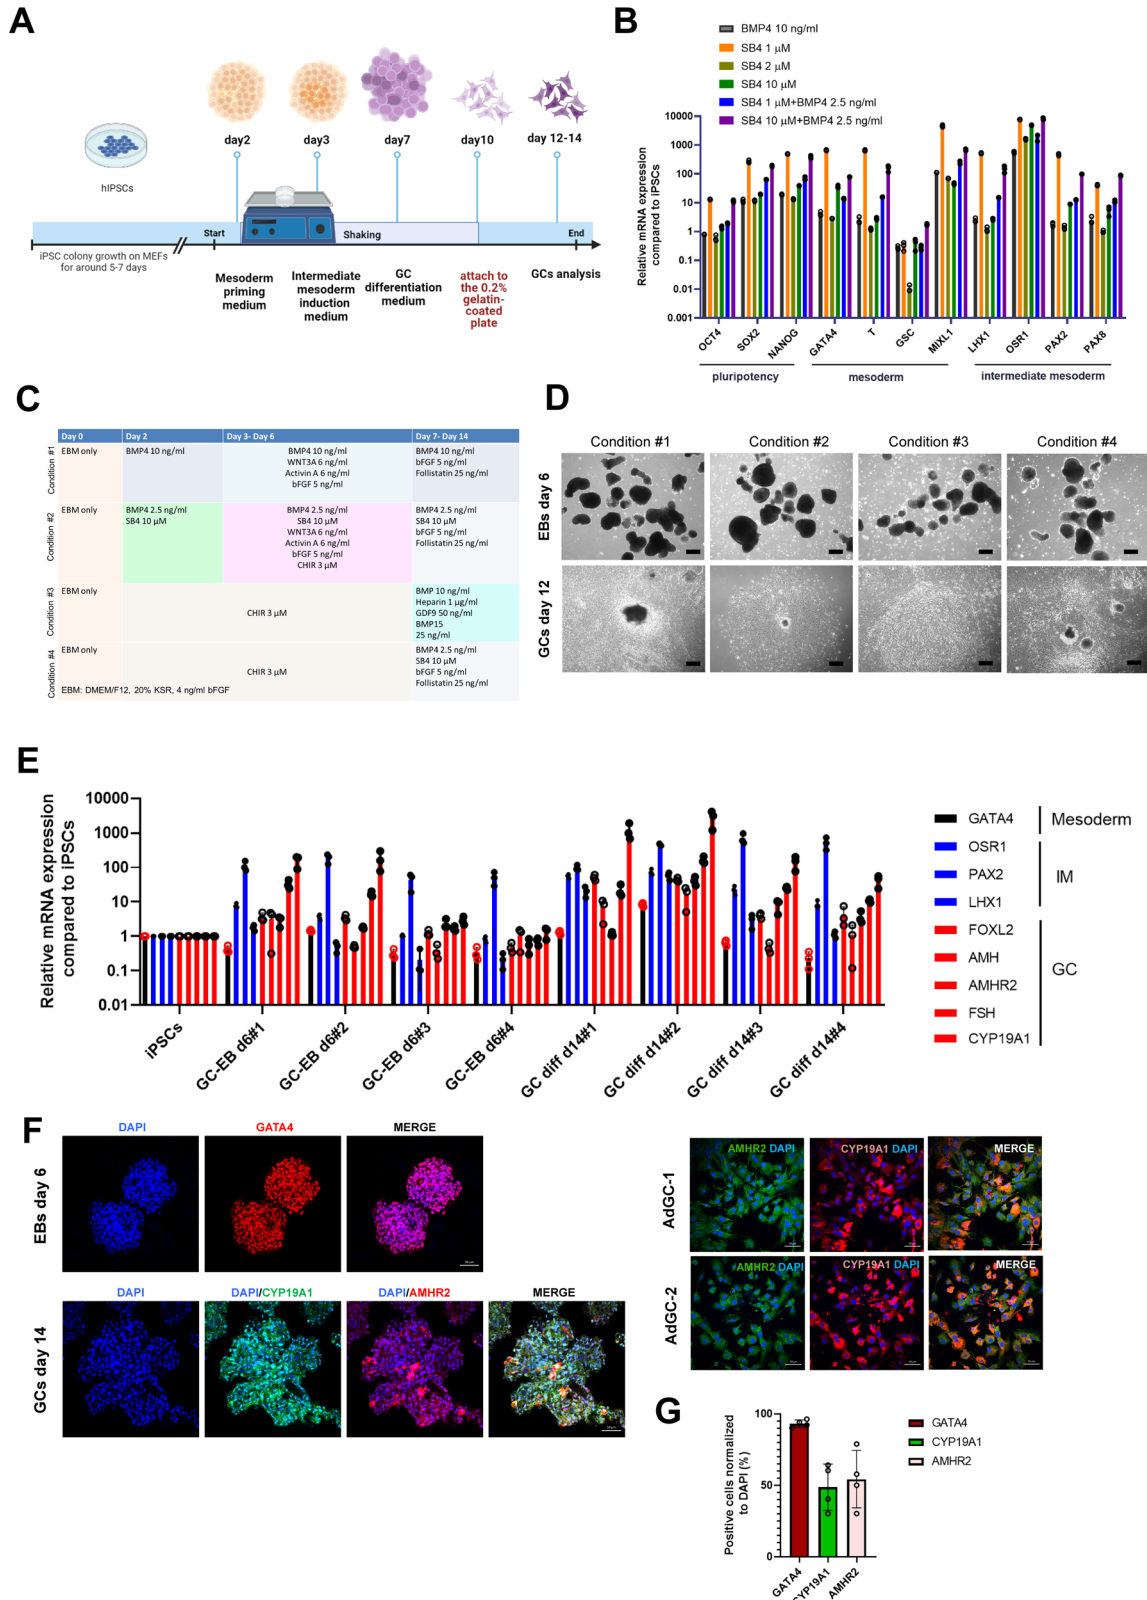 A
day2
day3
day7
day10
day 12-14
hIPSCs
Start
Shaking
End
iPSC colony growth on MEFs
for around 5-7 days
Mesoderm
priming
medium
Intermediate
mesoderm
induction
medium
GC
differentiation
medium
attach to
the 0.2%
gelatin-
coated
plate
GCs analysis
B
BMP4 10 ng/ml
SB4 1 µM
SB4 2 µM
SB4 10 µM
SB4 1 µM+BMP4 2.5 ng/ml
SB4 10 µM+BMP4 2.5 ng/ml
Relative mRNA expression
compared to iPSCs
10000
1000
100
10
1
0.1
0.01
0.001
OCT4
SOX2
NANOG
GATA4
T
GSC
MIXL1
LHX1
OSR1
PAX2
PAX8
pluripotency
mesoderm
intermediate mesoderm
C
Day 0
Day 2
Day 3- Day 6
Day 7- Day 14
Condition #1
EBM only
BMP4 10 ng/ml
BMP4 10 ng/ml
WNT3A 6 ng/ml
Activin A 6 ng/ml
bFGF 5 ng/ml
BMP4 10 ng/ml
bFGF 5 ng/ml
Follistatin 25 ng/ml
Condition #2
EBM only
BMP4 2.5 ng/ml
SB4 10 µM
BMP4 2.5 ng/ml
SB4 10 µM
WNT3A 6 ng/ml
Activin A 6 ng/ml
bFGF 5 ng/ml
CHIR 3 µM
BMP4 2.5 ng/ml
SB4 10 µM
bFGF 5 ng/ml
Follistatin 25 ng/ml
Condition #3
EBM only
CHIR 3 µM
BMP 10 ng/ml
Heparin 1 µg/ml
GDF9 50 ng/ml
BMP15
25 ng/ml
Condition #4
EBM only
CHIR 3 µM
BMP4 2.5 ng/ml
SB4 10 µM
bFGF 5 ng/ml
Follistatin 25 ng/ml
EBM: DMEM/F12, 20% KSR, 4 ng/ml bFGF
D
Condition #1
Condition #2
Condition #3
Condition #4
EBs day 6
GCs day 12
E
Relative mRNA expression
compared to iPSCs
10000
1000
100
10
1
0.1
0.01
iPSCs
GC-EB d6#1
GC-EB d6#2
GC-EB d6#3
GC-EB d6#4
GC diff d14#1
GC diff d14#2
GC diff d14#3
GC diff d14#4
GATA4
OSR1
PAX2
LHX1
FOXL2
AMH
AMHR2
FSH
CYP19A1
Mesoderm
IM
GC
F
DAPI
GATA4
MERGE
EBs day 6
DAPI
DAPI/CYP19A1
DAPI/AMHR2
MERGE
GCs day 14
AMHR2 DAPI
CYP19A1 DAPI
MERGE
AdGC-1
AMHR2 DAPI
CYP19A1 DAPI
MERGE
AdGC-2
G
Positive cells normalized
to DAPI (%)
100
50
0
GATA4
CYP19A1
AMHR2
GATA4
CYP19A1
AMHR2